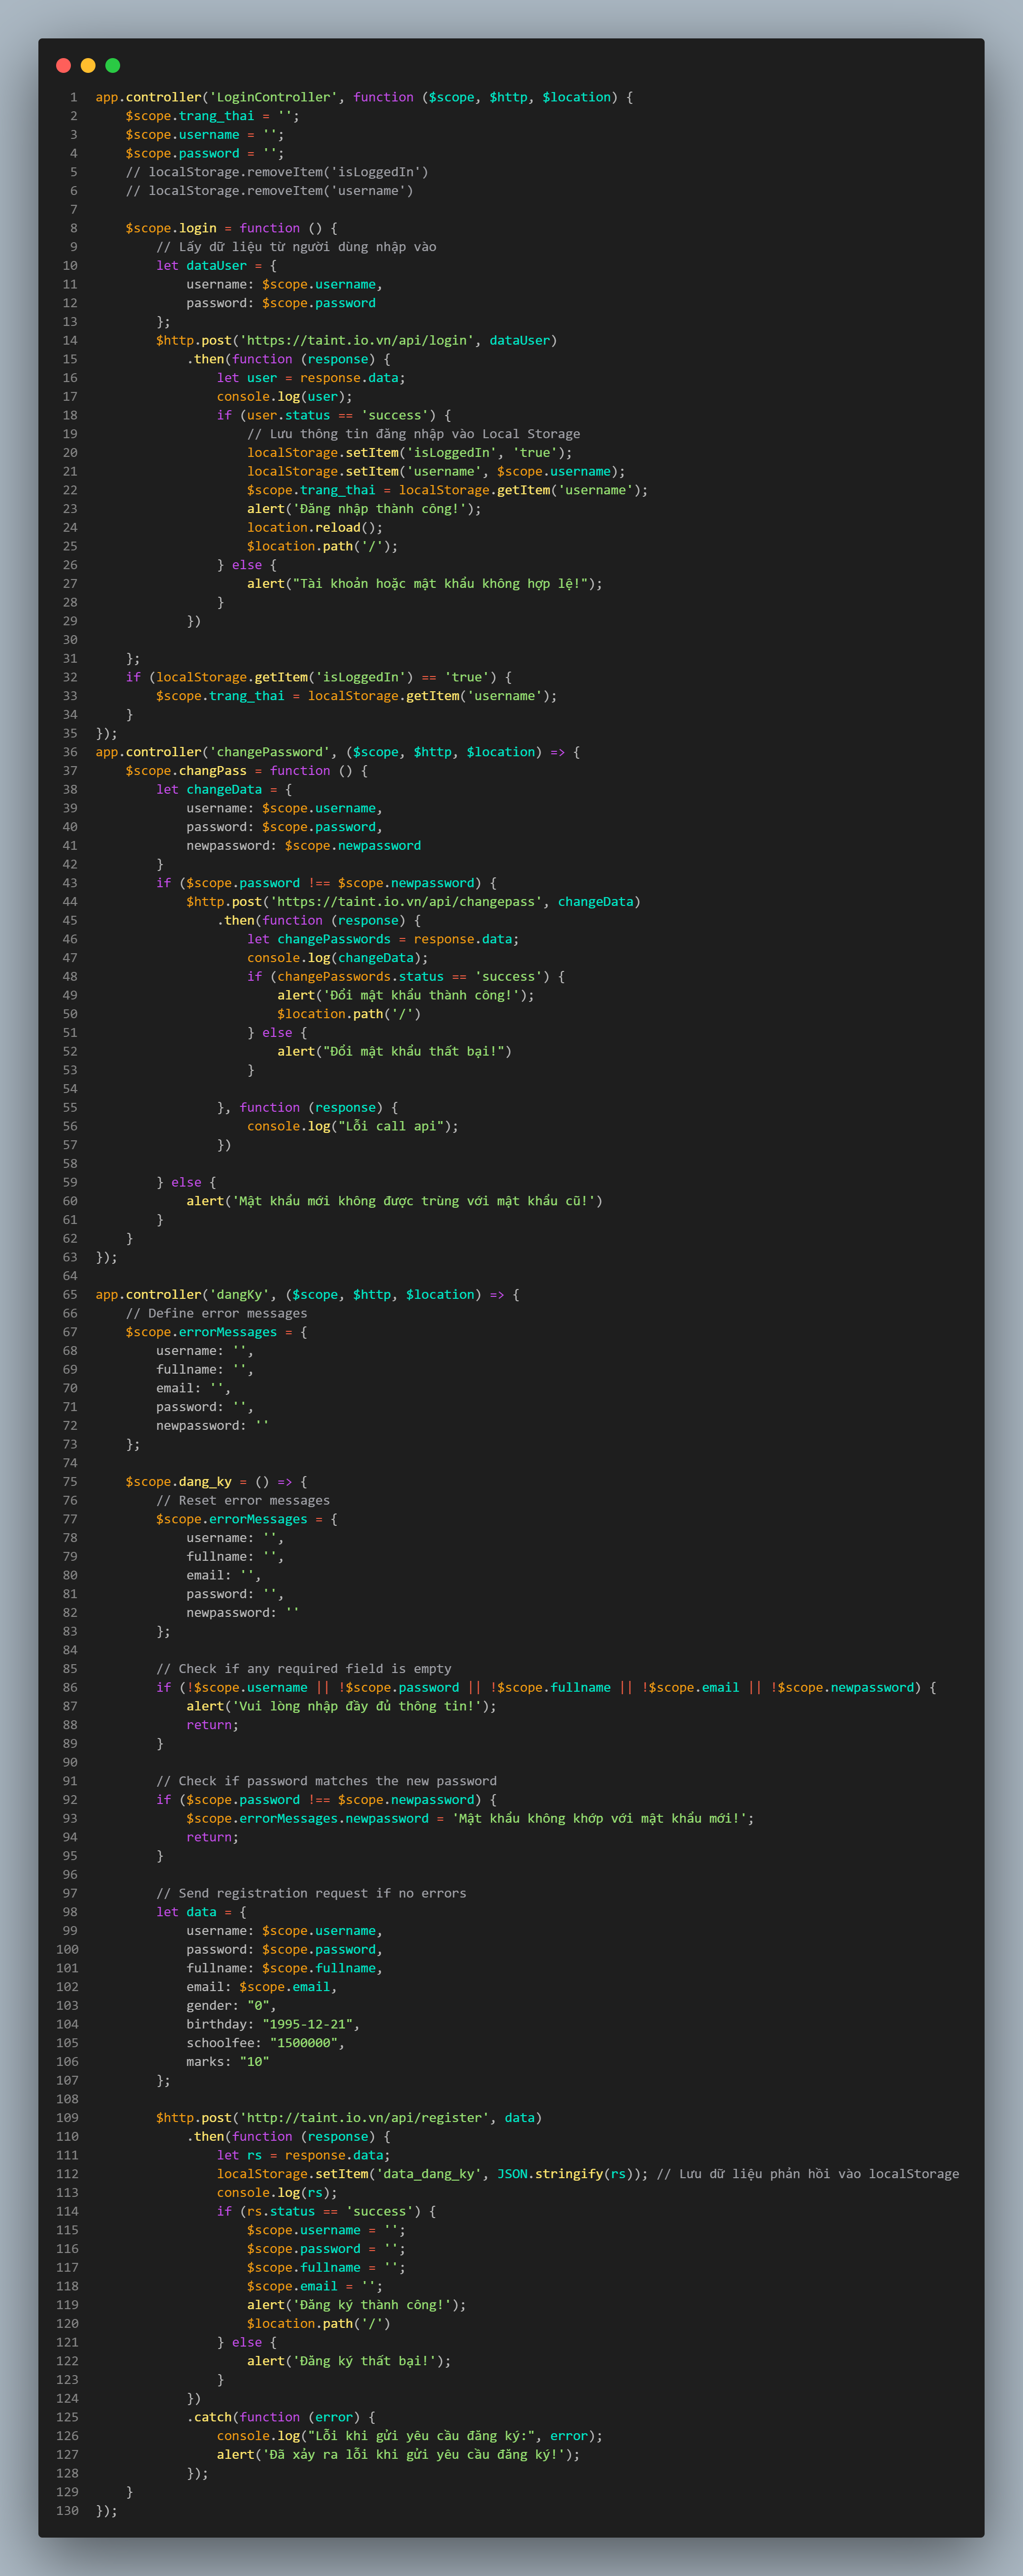 1 app.controller('LoginController', function ($scope, $http, $location) {
2     $scope.trang_thai = '';
3     $scope.username = '';
4     $scope.password = '';
5     // localStorage.removeItem('isLoggedIn')
6     // localStorage.removeItem('username')
7
8     $scope.login = function () {
9         // Lấy dữ liệu từ người dùng nhập vào
10         let dataUser = {
11             username: $scope.username,
12             password: $scope.password
13         };
14         $http.post('https://taint.io.vn/api/login', dataUser)
15             .then(function (response) {
16                 let user = response.data;
17                 console.log(user);
18                 if (user.status == 'success') {
19                     // Lưu thông tin đăng nhập vào Local Storage
20                     localStorage.setItem('isLoggedIn', 'true');
21                     localStorage.setItem('username', $scope.username);
22                     $scope.trang_thai = localStorage.getItem('username');
23                     alert('Đăng nhập thành công!');
24                     location.reload();
25                     $location.path('/');
26                 } else {
27                     alert("Tài khoản hoặc mật khẩu không hợp lệ!");
28                 }
29             })
30
31     };
32     if (localStorage.getItem('isLoggedIn') == 'true') {
33         $scope.trang_thai = localStorage.getItem('username');
34     }
35 });
36 app.controller('changePassword', ($scope, $http, $location) => {
37     $scope.changPass = function () {
38         let changeData = {
39             username: $scope.username,
40             password: $scope.password,
41             newpassword: $scope.newpassword
42         }
43         if ($scope.password !== $scope.newpassword) {
44             $http.post('https://taint.io.vn/api/changepass', changeData)
45                 .then(function (response) {
46                     let changePasswords = response.data;
47                     console.log(changeData);
48                     if (changePasswords.status == 'success') {
49                         alert('Đổi mật khẩu thành công!');
50                         $location.path('/')
51                     } else {
52                         alert("Đổi mật khẩu thất bại!")
53                     }
54
55                 }, function (response) {
56                     console.log("Lỗi call api");
57                 })
58
59         } else {
60             alert('Mật khẩu mới không được trùng với mật khẩu cũ!')
61         }
62     }
63 });
64
65 app.controller('dangKy', ($scope, $http, $location) => {
66     // Define error messages
67     $scope.errorMessages = {
68         username: '',
69         fullname: '',
70         email: '',
71         password: '',
72         newpassword: ''
73     };
74
75     $scope.dang_ky = () => {
76         // Reset error messages
77         $scope.errorMessages = {
78             username: '',
79             fullname: '',
80             email: '',
81             password: '',
82             newpassword: ''
83         };
84
85         // Check if any required field is empty
86         if (!$scope.username || !$scope.password || !$scope.fullname || !$scope.email || !$scope.newpassword) {
87             alert('Vui lòng nhập đầy đủ thông tin!');
88             return;
89         }
90
91         // Check if password matches the new password
92         if ($scope.password !== $scope.newpassword) {
93             $scope.errorMessages.newpassword = 'Mật khẩu không khớp với mật khẩu mới!';
94             return;
95         }
96
97         // Send registration request if no errors
98         let data = {
99             username: $scope.username,
100             password: $scope.password,
101             fullname: $scope.fullname,
102             email: $scope.email,
103             gender: "0",
104             birthday: "1995-12-21",
105             schoolfee: "1500000",
106             marks: "10"
107         };
108
109         $http.post('http://taint.io.vn/api/register', data)
110             .then(function (response) {
111                 let rs = response.data;
112                 localStorage.setItem('data_dang_ky', JSON.stringify(rs)); // Lưu dữ liệu phản hồi vào localStorage
113                 console.log(rs);
114                 if (rs.status == 'success') {
115                     $scope.username = '';
116                     $scope.password = '';
117                     $scope.fullname = '';
118                     $scope.email = '';
119                     alert('Đăng ký thành công!');
120                     $location.path('/')
121                 } else {
122                     alert('Đăng ký thất bại!');
123                 }
124             })
125             .catch(function (error) {
126                 console.log("Lỗi khi gửi yêu cầu đăng ký:", error);
127                 alert('Đã xảy ra lỗi khi gửi yêu cầu đăng ký!');
128             });
129     }
130 });